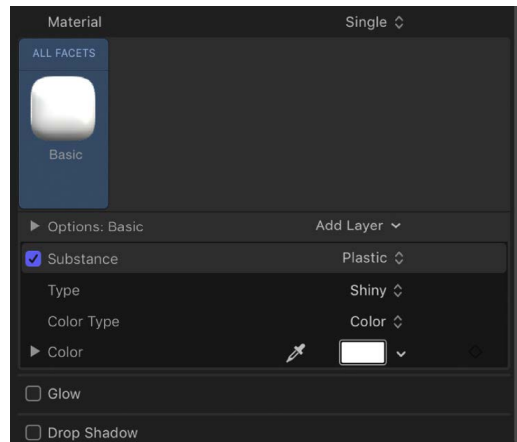 Material Single
ALL FACETS
Basic
Options: Basic Add Layer
Substance Plastic
Type Shiny
Color Type Color
Color
Glow
Drop Shadow